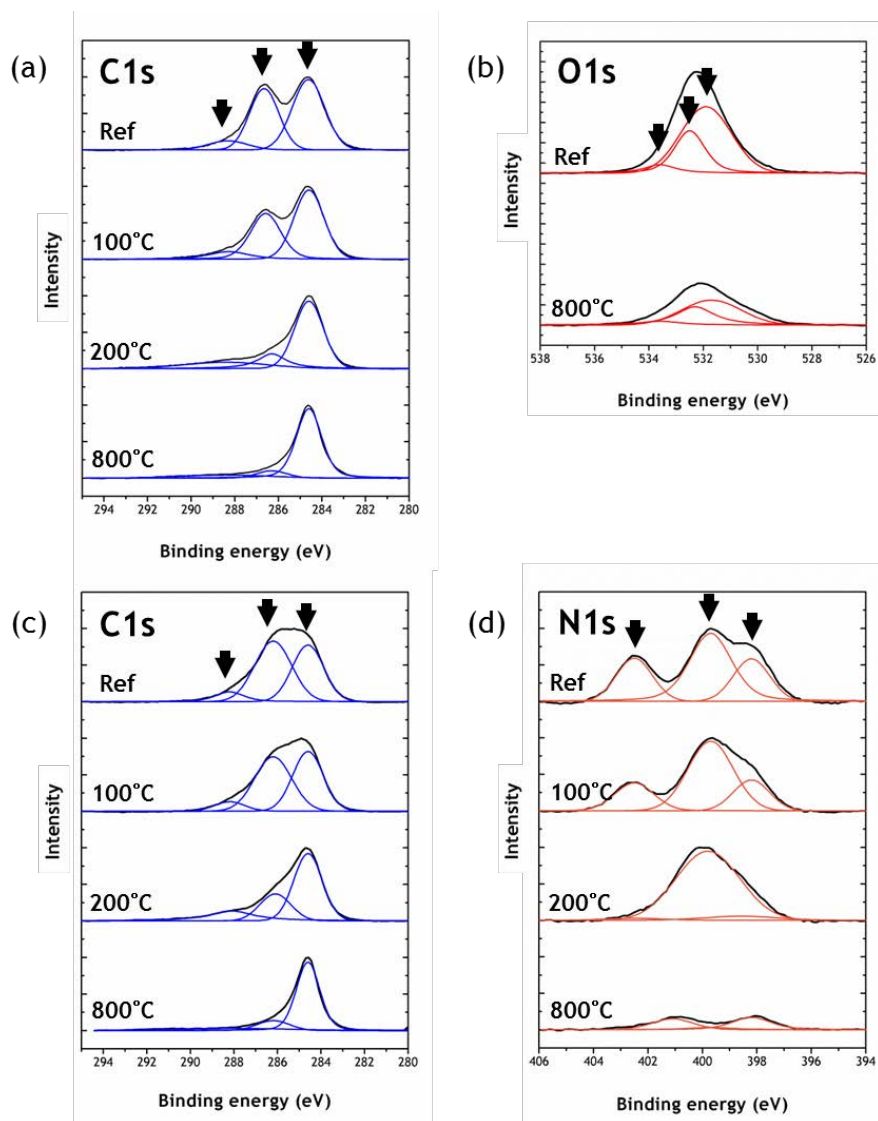 (a)
C1s
Ref
100°C
200°C
800°C
Intensity
294 292 290 288 286 284 282 280
Binding energy (eV)
(b)
O1s
Ref
800°C
Intensity
538 536 534 532 530 528 526
Binding energy (eV)
(c)
C1s
Ref
100°C
200°C
800°C
Intensity
294 292 290 288 286 284 282 280
Binding energy (eV)
(d)
N1s
Ref
100°C
200°C
800°C
Intensity
406 404 402 400 398 396 394
Binding energy (eV)